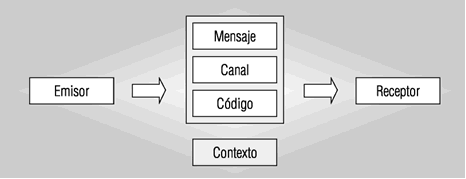 Mensaje
Canal
Emisor
Receptor
Código
Contexto